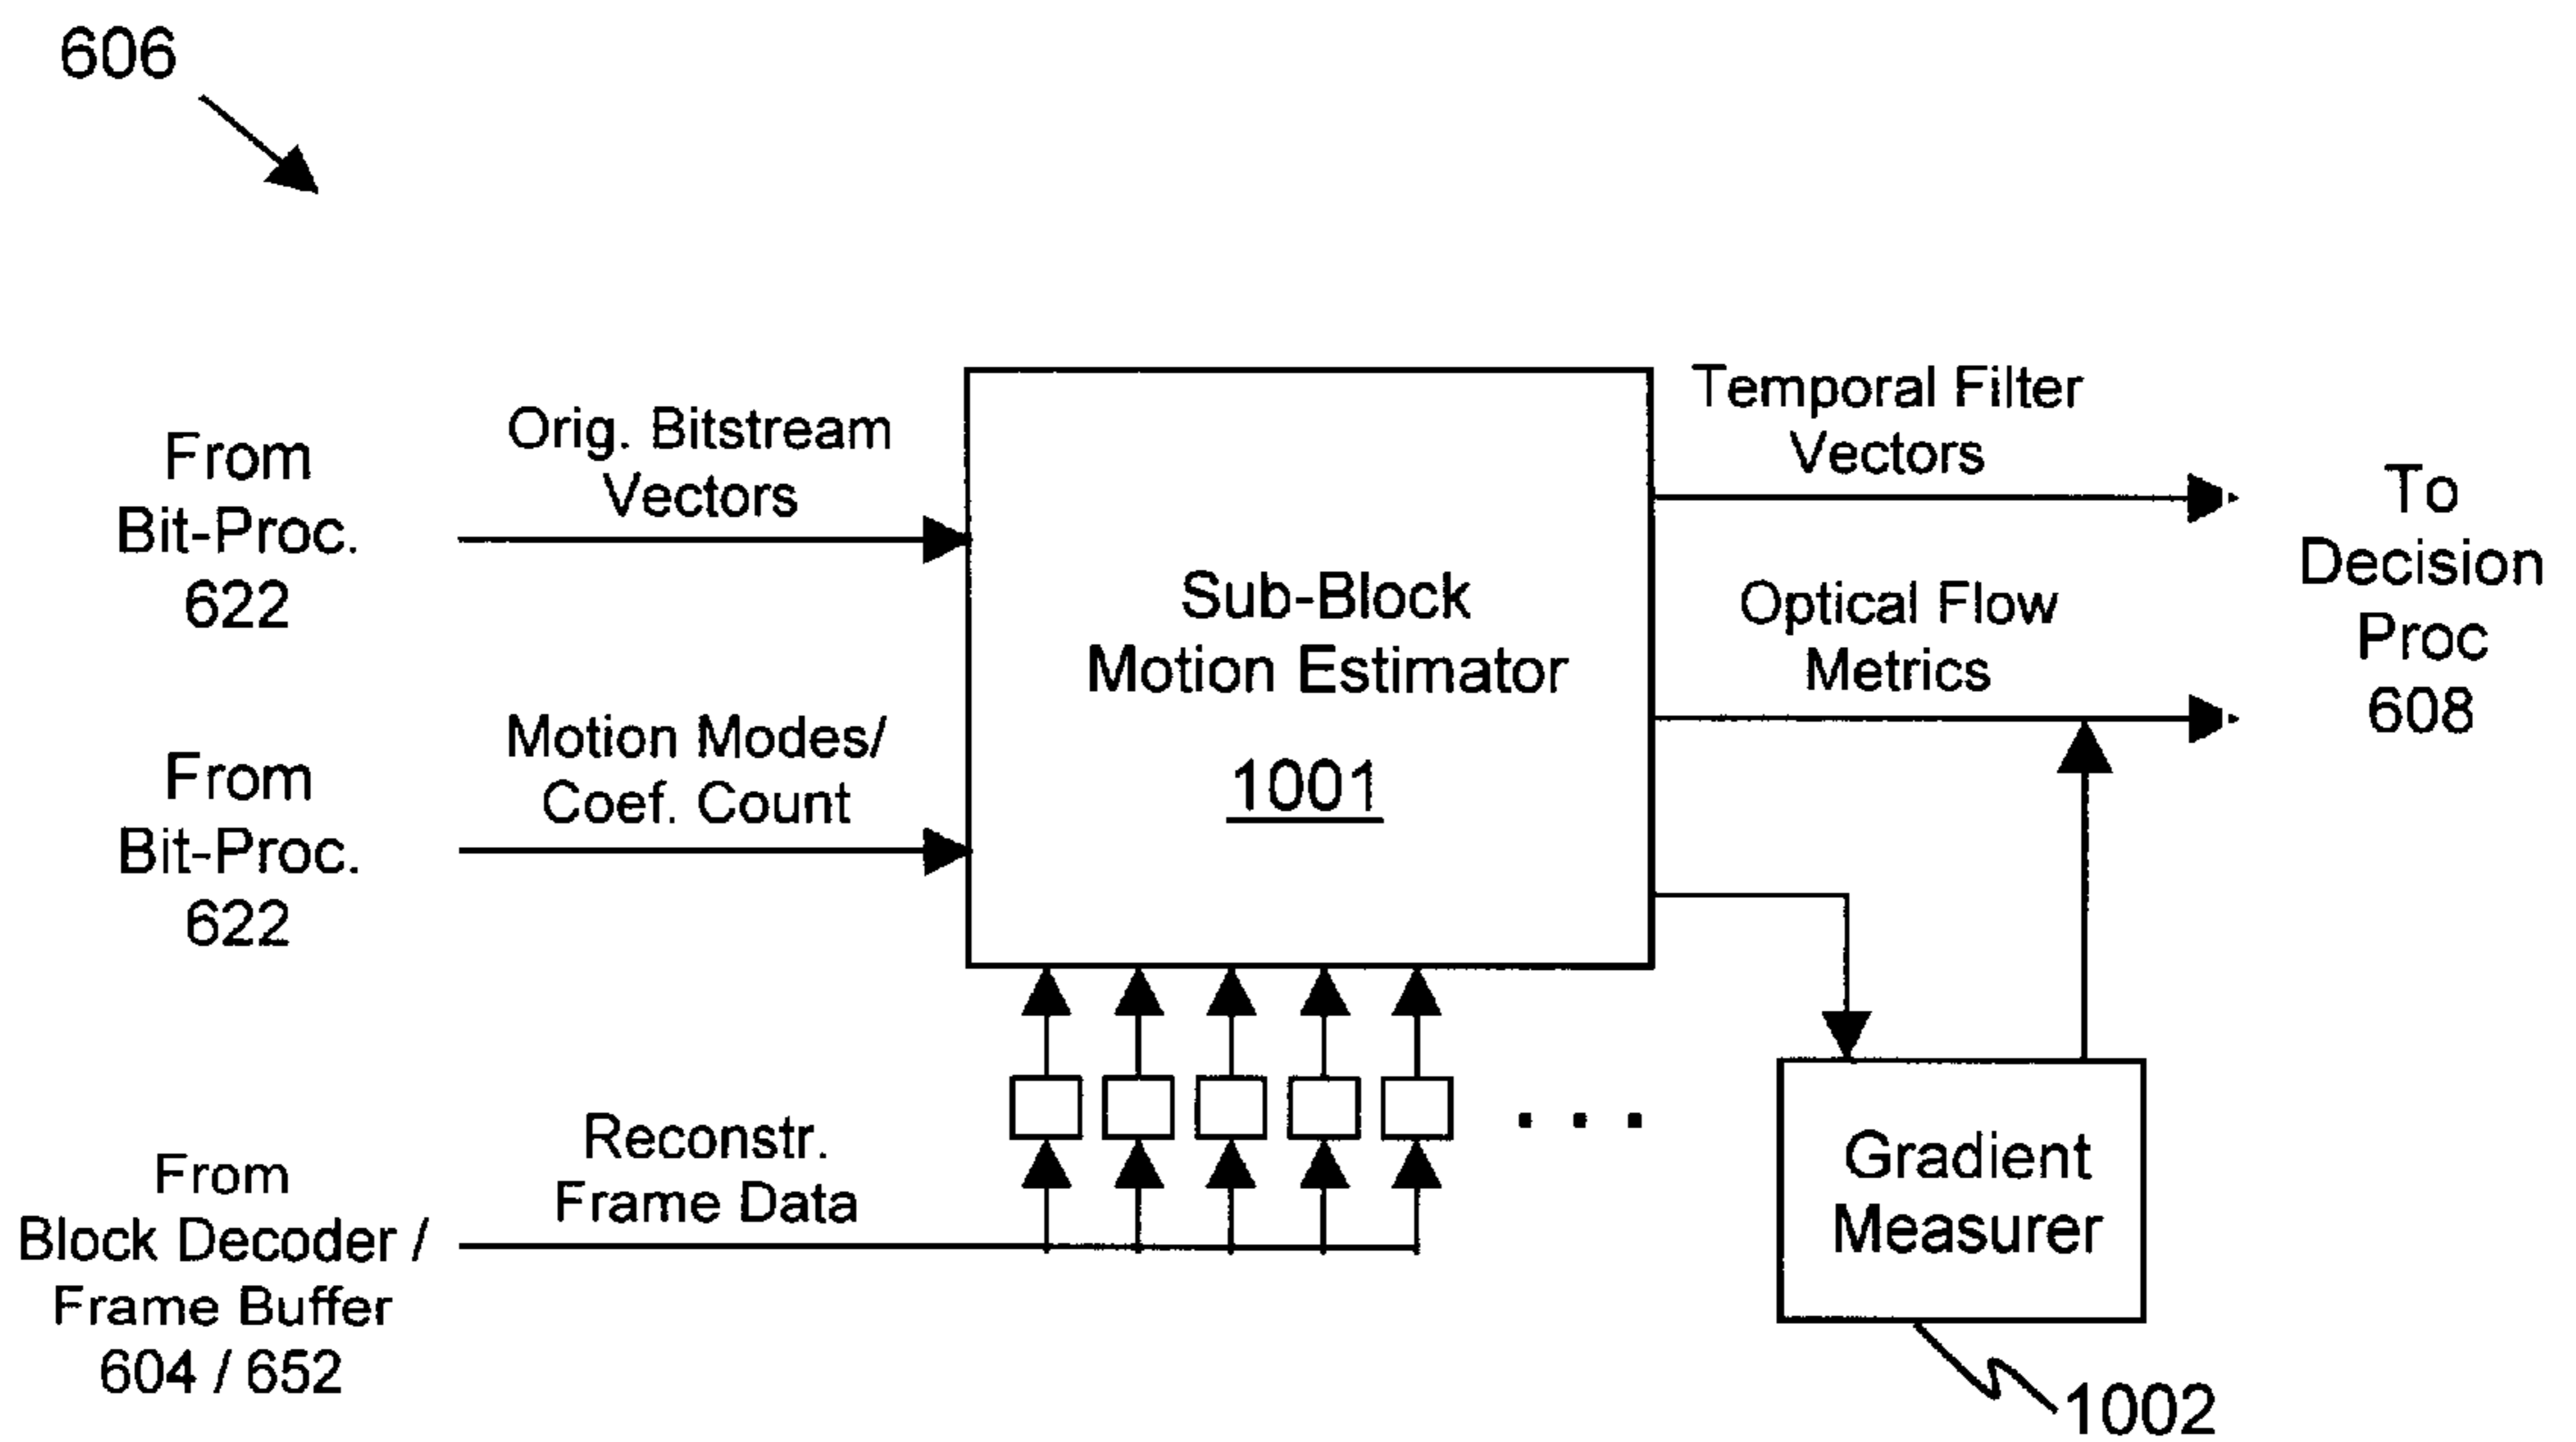 606
From
Bit-Proc.
622
Orig. Bitstream
Vectors
From
Bit-Proc.
622
Motion Modes/
Coef. Count
From
Block Decoder /
Frame Buffer
604 / 652
Reconstr.
Frame Data
Sub-Block
Motion Estimator
1001
. . .
Temporal Filter
Vectors
Optical Flow
Metrics
To
Decision
Proc
608
Gradient
Measurer
1002